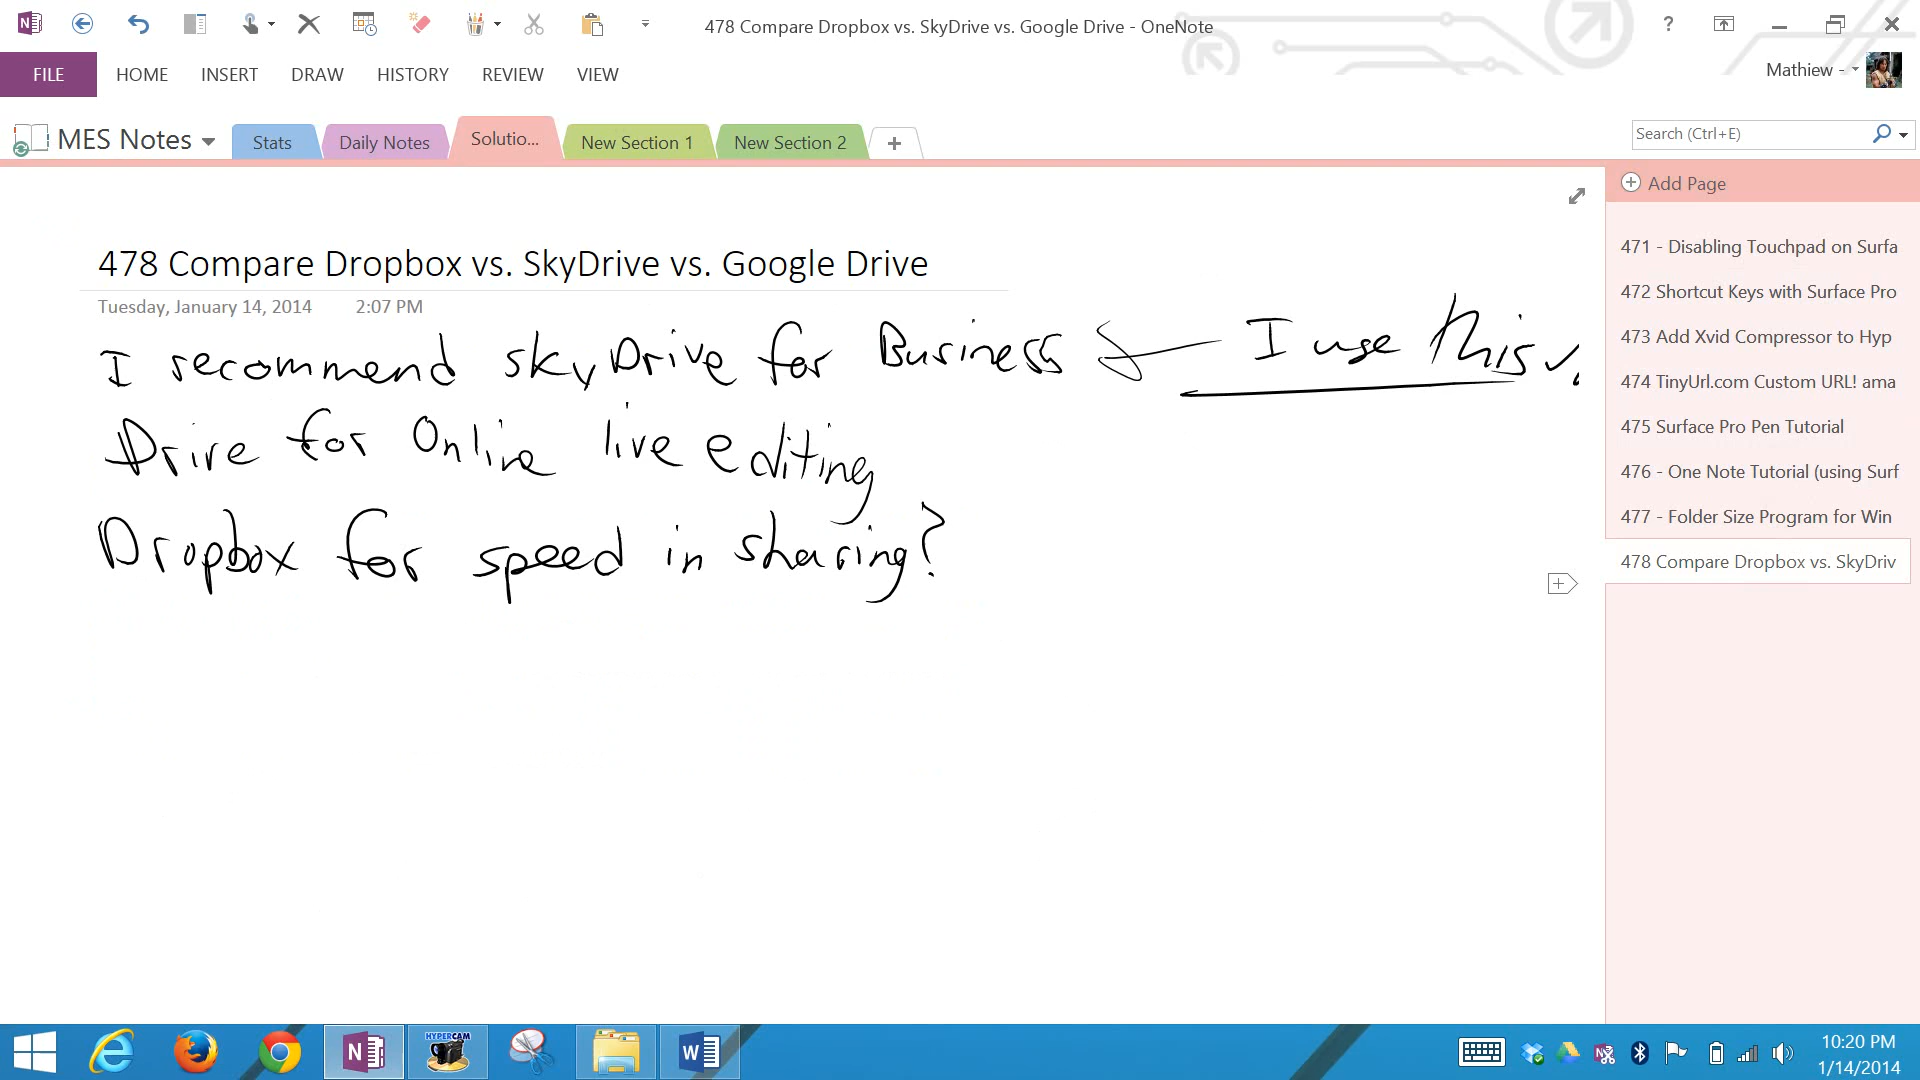 478 Compare Dropbox vs. SkyDrive vs. Google Drive - OneNote
?
FILE HOME INSERT DRAW HISTORY REVIEW VIEW
Mathiew -
MES Notes Stats Daily Notes Solutio... New Section 1 New Section 2 +
Search (Ctrl+E)
478 Compare Dropbox vs. SkyDrive vs. Google Drive
Tuesday, January 14, 2014 2:07 PM
I recommend skyDrive for Business I use this
Drive for Online live editing
Dropbox for speed in sharing?
Add Page
471 - Disabling Touchpad on Surfa
472 Shortcut Keys with Surface Pro
473 Add Xvid Compressor to Hyp
474 TinyUrl.com Custom URL! ama
475 Surface Pro Pen Tutorial
476 - One Note Tutorial (using Surf
477 - Folder Size Program for Win
478 Compare Dropbox vs. SkyDriv
HYPERCAM
10:20 PM
1/14/2014